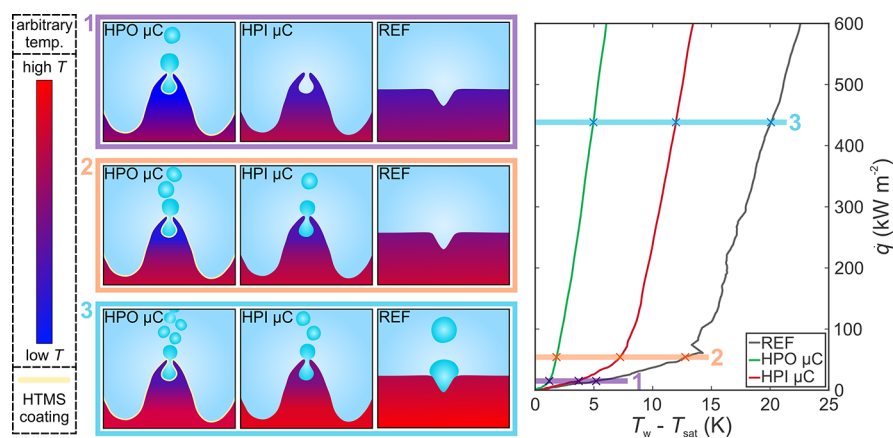 arbitrary
temp.
high T
low T
HTMS
coating
1
HPO µC
HPI µC
REF
2
HPO µC
HPI µC
REF
3
HPO µC
HPI µC
REF
600
500
400
300
200
100
0
q̇ (kW m⁻²)
3
2
1
REF
HPO µC
HPI µC
0 5 10 15 20 25
T̄w - Tsat (K)